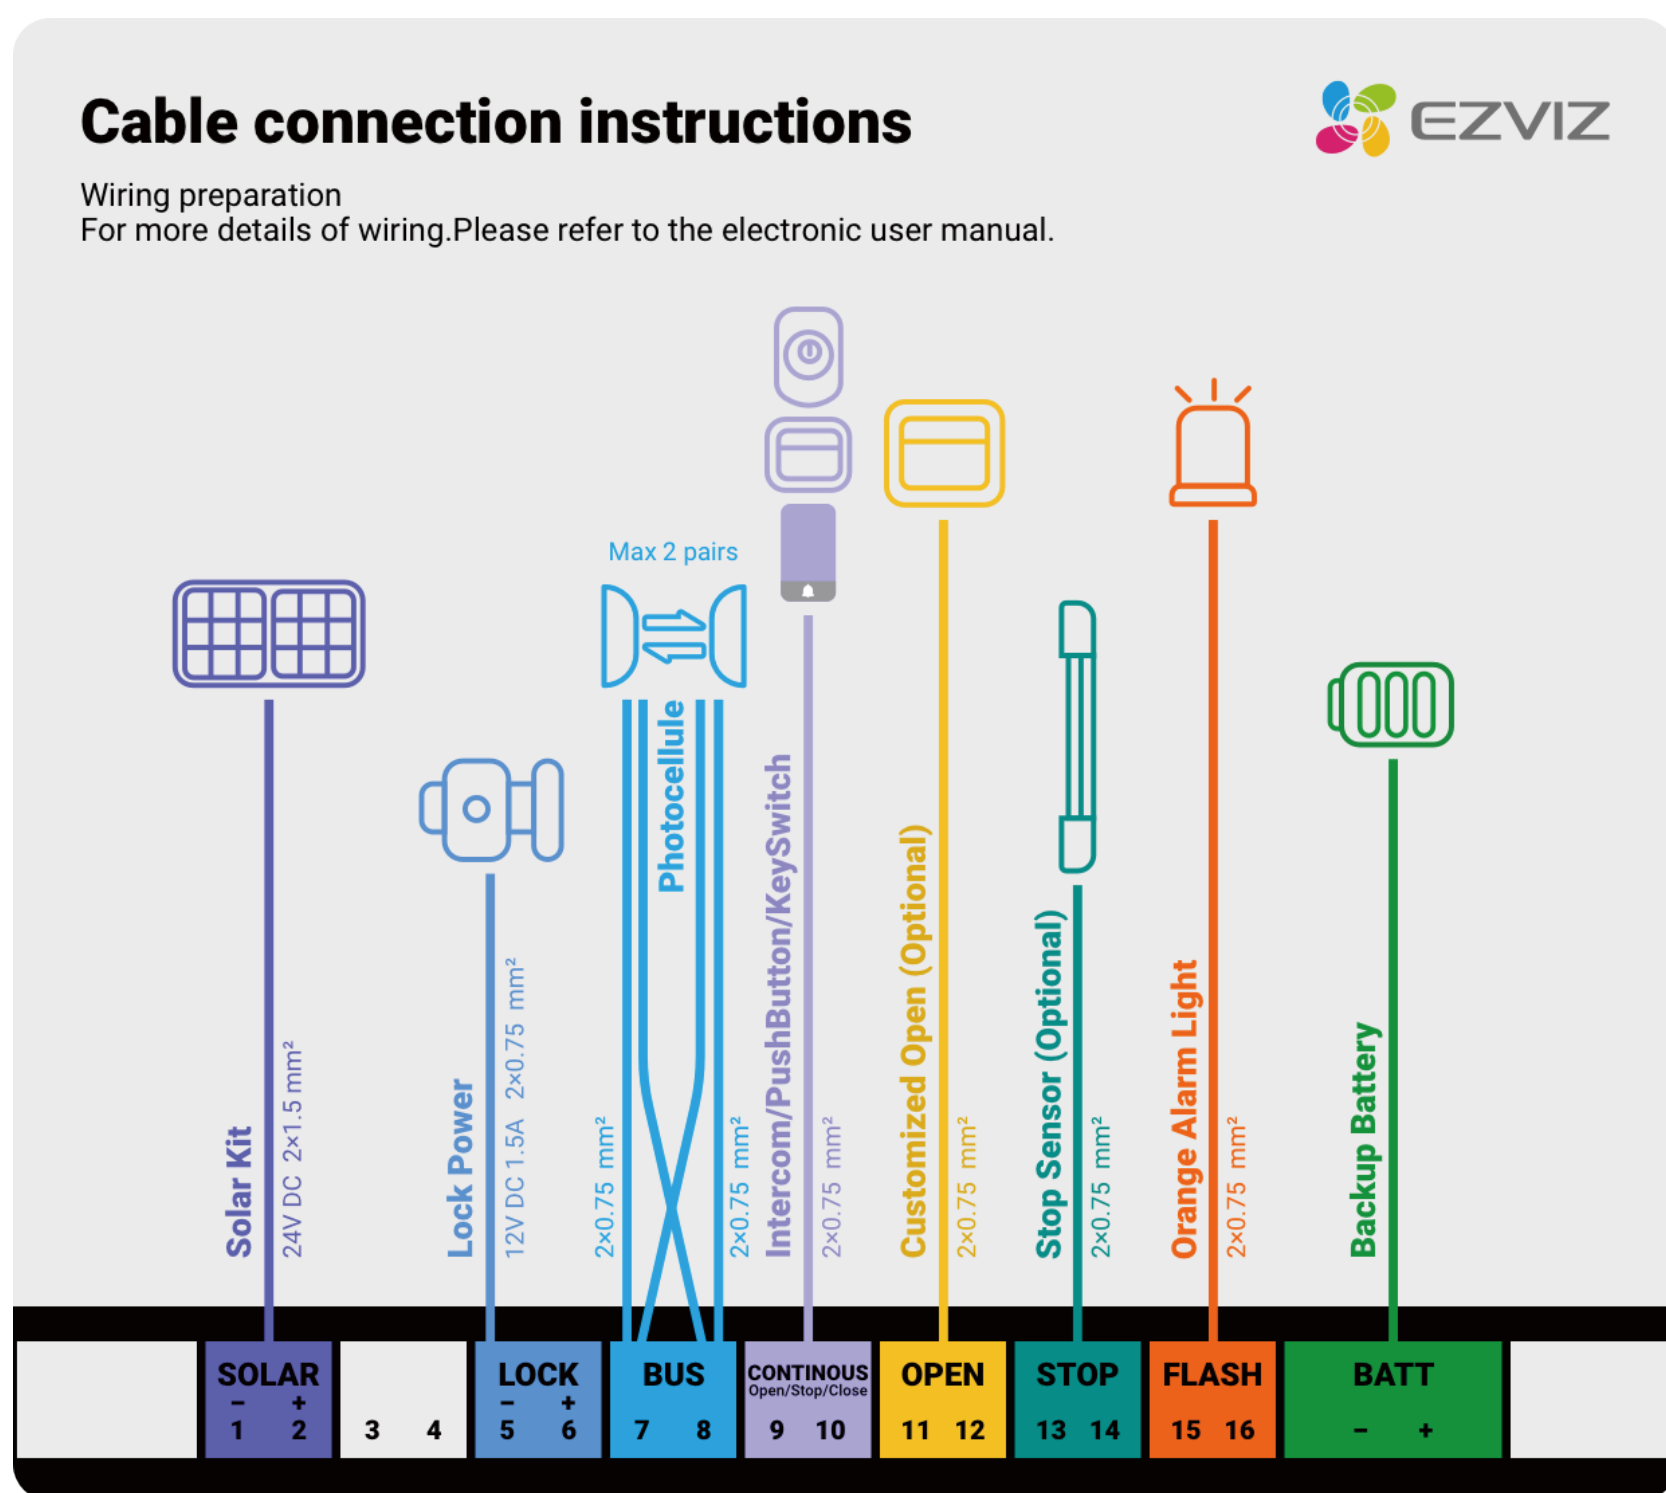 Cable connection instructions
EZVIZ
Wiring preparation
For more details of wiring.Please refer to the electronic user manual.
Max 2 pairs
Solar Kit
24V DC 2×1.5 mm²
Lock Power
12V DC 1.5A 2×0.75 mm²
2×0.75 mm²
Photocellule
2×0.75 mm²
Intercom/PushButton/KeySwitch
2×0.75 mm²
Customized Open (Optional)
2×0.75 mm²
Stop Sensor (Optional)
2×0.75 mm²
Orange Alarm Light
2×0.75 mm²
Backup Battery
SOLAR
− +
1 2
3 4
LOCK
− +
5 6
BUS
7 8
CONTINOUS
Open/Stop/Close
9 10
OPEN
11 12
STOP
13 14
FLASH
15 16
BATT
− +